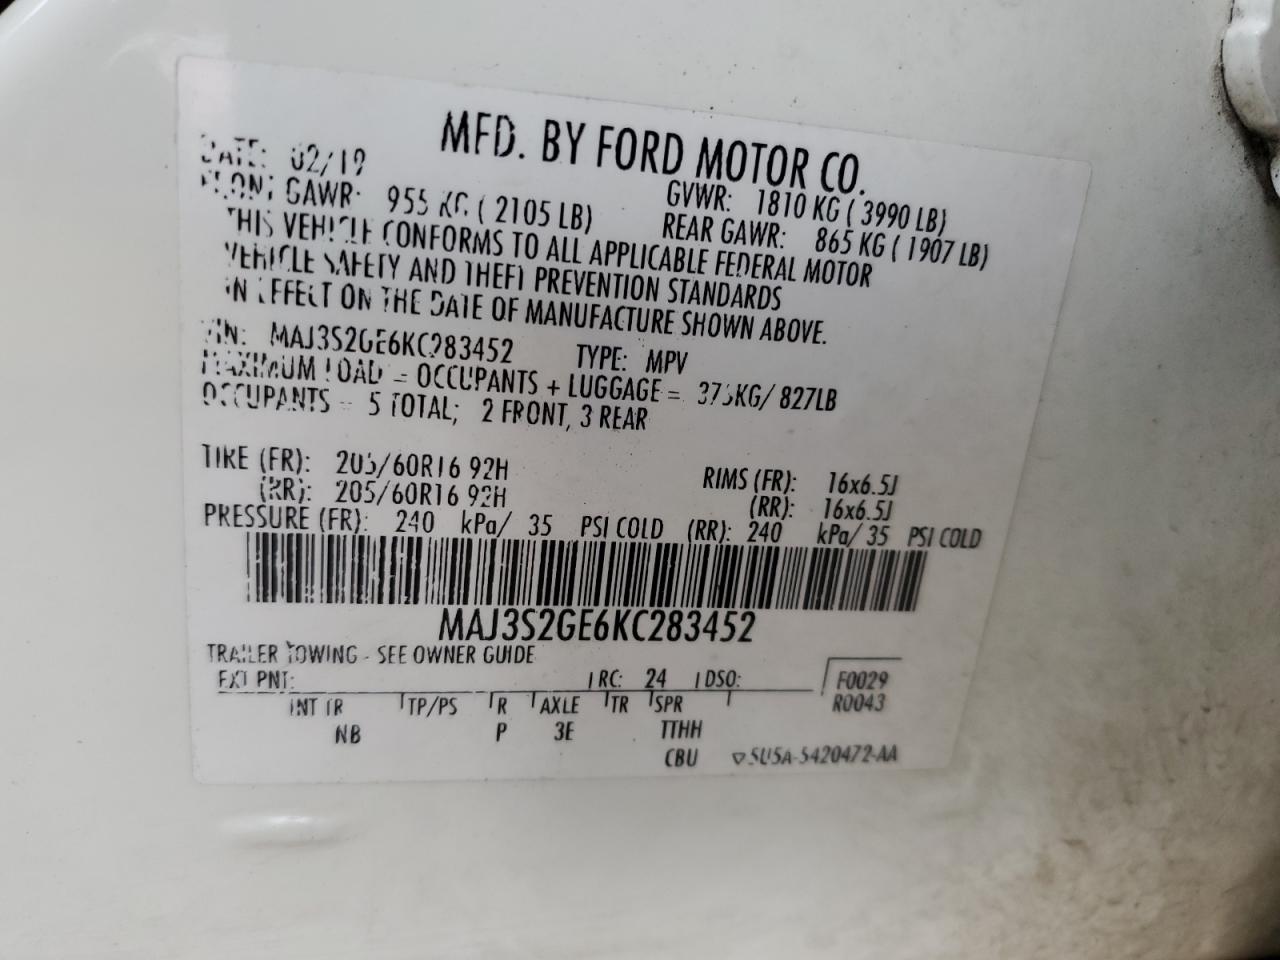 MFD. BY FORD MOTOR CO.
DATE: 02/19 GVWR: 1810 KG ( 3990 LB)
FRONT GAWR: 955 KG ( 2105 LB) REAR GAWR: 865 KG ( 1907 LB)
THIS VEHICLE CONFORMS TO ALL APPLICABLE FEDERAL MOTOR
VEHICLE SAFETY AND THEFT PREVENTION STANDARDS
IN EFFECT ON THE DATE OF MANUFACTURE SHOWN ABOVE.
VIN: MAJ3S2GE6KC283452 TYPE: MPV
MAXIMUM LOAD = OCCUPANTS + LUGGAGE = 375KG/ 827LB
OCCUPANTS = 5 TOTAL; 2 FRONT, 3 REAR
TIRE (FR): 205/60R16 92H RIMS (FR): 16x6.5J
(RR): 205/60R16 92H (RR): 16x6.5J
PRESSURE (FR): 240 kPa/ 35 PSI COLD (RR): 240 kPa/ 35 PSI COLD
MAJ3S2GE6KC283452
TRAILER TOWING - SEE OWNER GUIDE
EXT PNT: RC: 24 DSO: F0029
INT TR TP/PS R AXLE TR SPR R0043
NB P 3E TTHH
CBU ▽5U5A-5420472-AA